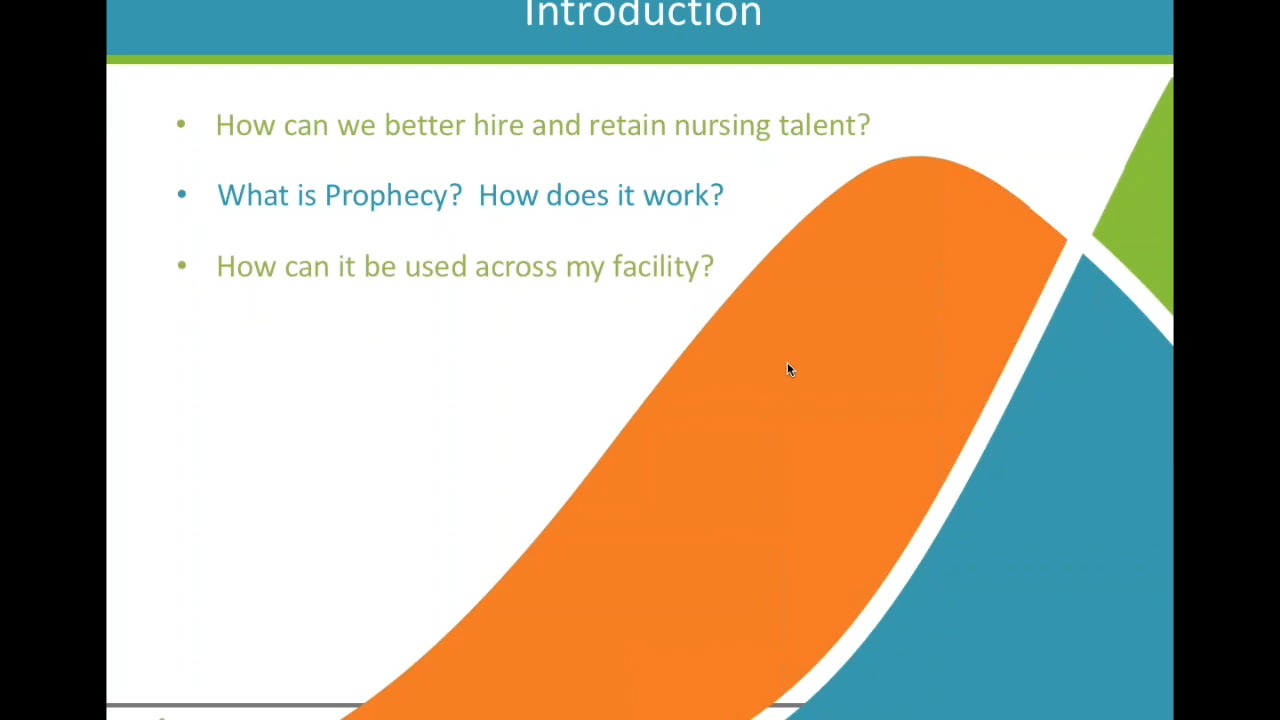 Introduction
• How can we better hire and retain nursing talent?
• What is Prophecy?  How does it work?
• How can it be used across my facility?